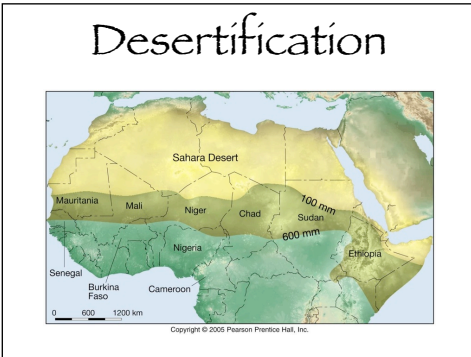 Desertification
Sahara Desert
Mauritania
Mali
Niger
Chad
Sudan
100 mm
600 mm
Nigeria
Ethiopia
Senegal
Burkina
Faso
Cameroon
0 600 1200 km
Copyright © 2005 Pearson Prentice Hall, Inc.